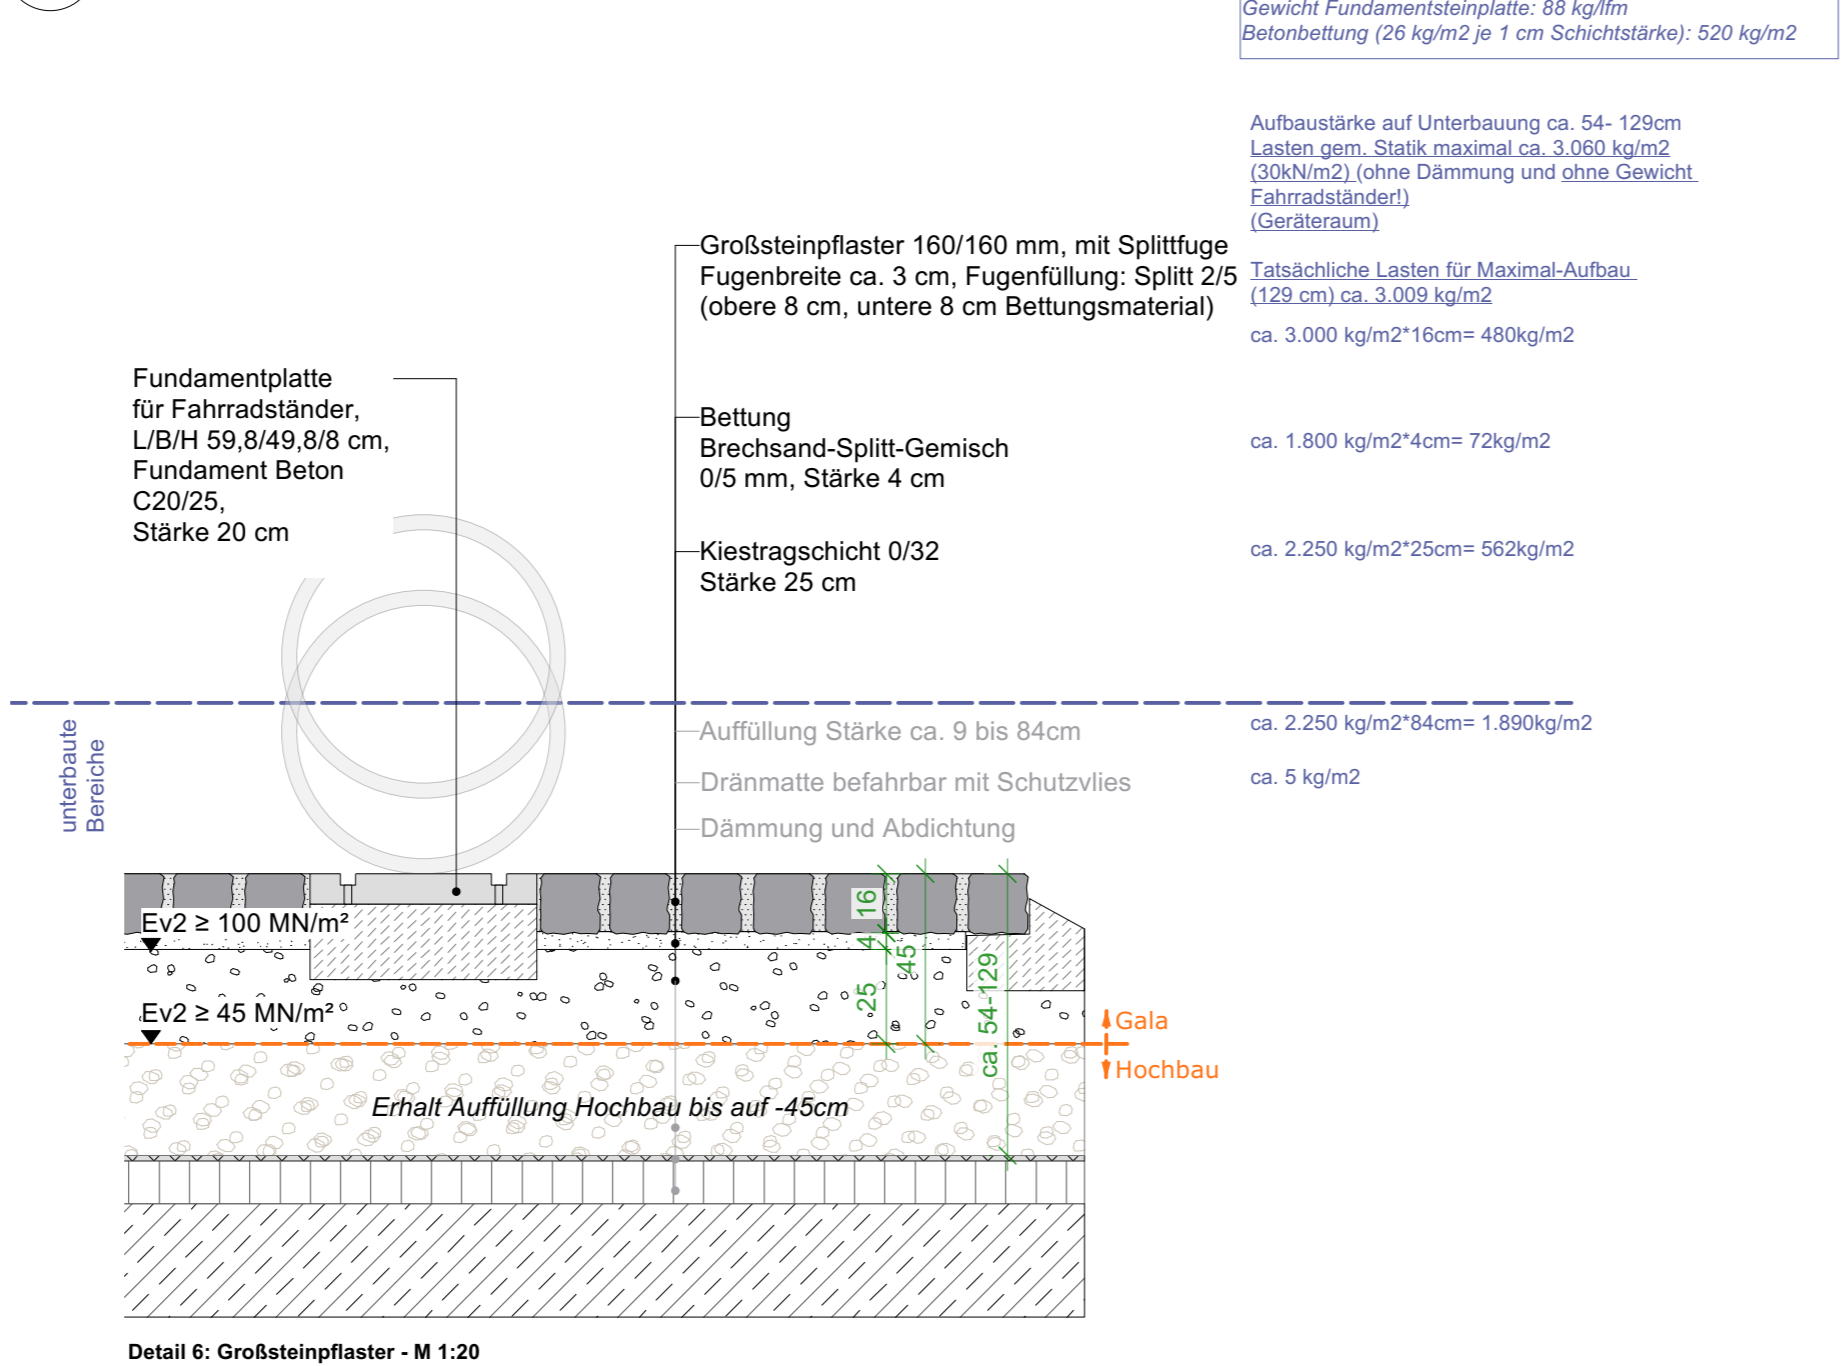 Gewicht Fundamentsteinplatte: 88 kg/lfm
Betonbettung (26 kg/m2 je 1 cm Schichtstärke): 520 kg/m2
Aufbaustärke auf Unterbauung ca. 54- 129cm
Lasten gem. Statik maximal ca. 3.060 kg/m2
(30kN/m2) (ohne Dämmung und ohne Gewicht
Fahrradständer!)
(Geräteraum)
Tatsächliche Lasten für Maximal-Aufbau
(129 cm) ca. 3.009 kg/m2
Großsteinpflaster 160/160 mm, mit Splittfuge
Fugenbreite ca. 3 cm, Fugenfüllung: Splitt 2/5
(obere 8 cm, untere 8 cm Bettungsmaterial)
ca. 3.000 kg/m2*16cm= 480kg/m2
Fundamentplatte
für Fahrradständer,
L/B/H 59,8/49,8/8 cm,
Fundament Beton
C20/25,
Stärke 20 cm
Bettung
Brechsand-Splitt-Gemisch
0/5 mm, Stärke 4 cm
ca. 1.800 kg/m2*4cm= 72kg/m2
Kiestragschicht 0/32
Stärke 25 cm
ca. 2.250 kg/m2*25cm= 562kg/m2
unterbaute
Bereiche
Auffüllung Stärke ca. 9 bis 84cm
ca. 2.250 kg/m2*84cm= 1.890kg/m2
Dränmatte befahrbar mit Schutzvlies
ca. 5 kg/m2
Dämmung und Abdichtung
Ev2 ≥ 100 MN/m²
Ev2 ≥ 45 MN/m²
16
4
25
45
ca. 54-129
Gala
Hochbau
Erhalt Auffüllung Hochbau bis auf -45cm
Detail 6: Großsteinpflaster - M 1:20